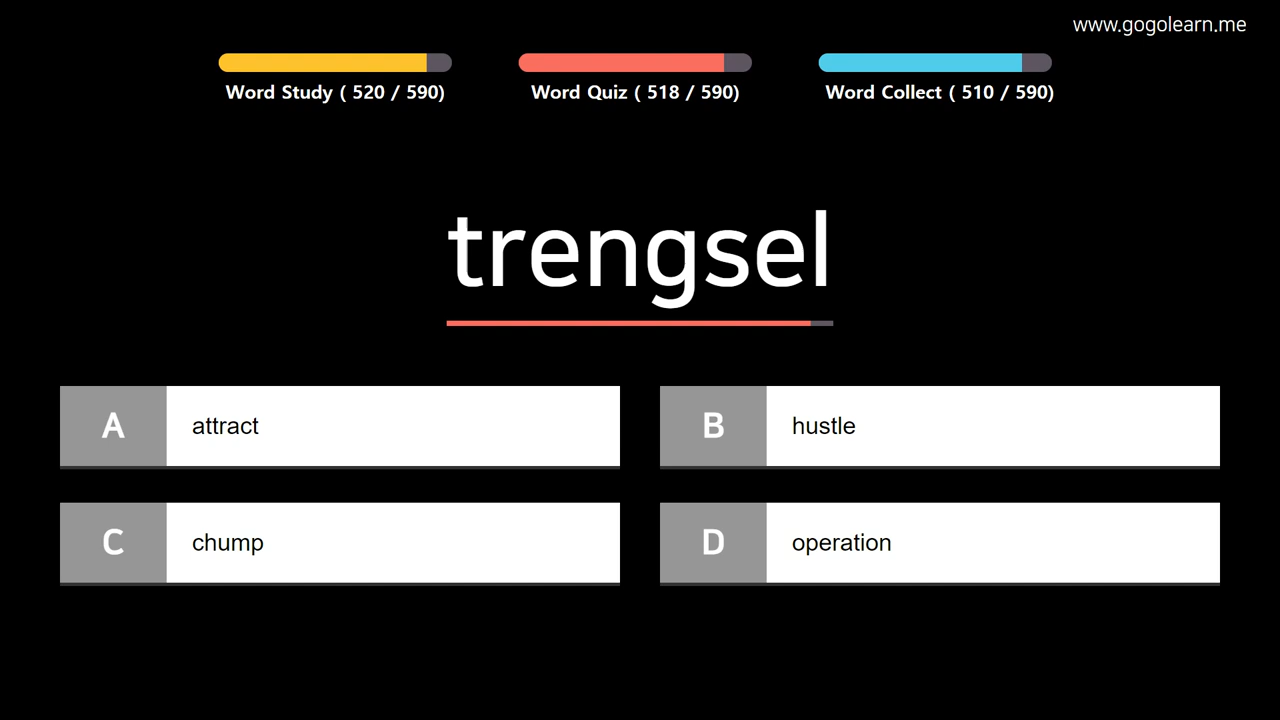 www.gogolearn.me
Word Study ( 520 / 590)
Word Quiz ( 518 / 590)
Word Collect ( 510 / 590)
trengsel
A attract
B hustle
C chump
D operation